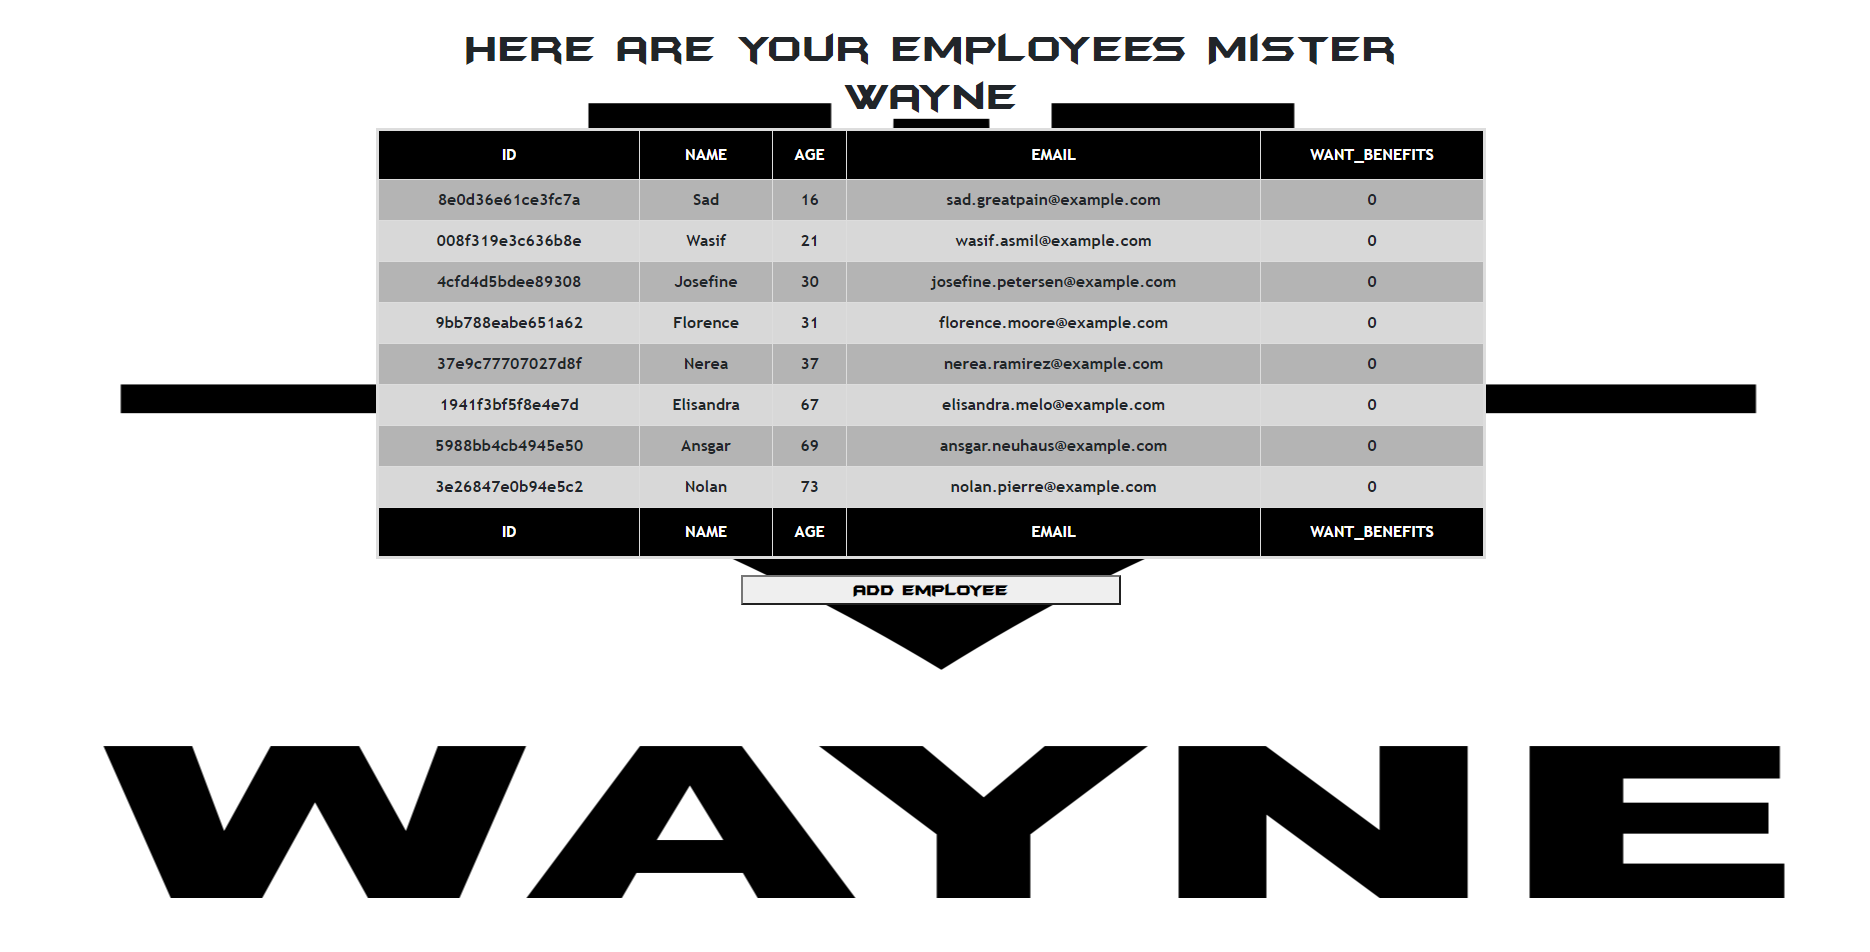 HERE ARE YOUR EMPLOYEES MISTER
WAYNE
ID NAME AGE EMAIL WANT_BENEFITS
8e0d36e61ce3fc7a Sad 16 sad.greatpain@example.com 0
008f319e3c636b8e Wasif 21 wasif.asmil@example.com 0
4cfd4d5bdee89308 Josefine 30 josefine.petersen@example.com 0
9bb788eabe651a62 Florence 31 florence.moore@example.com 0
37e9c77707027d8f Nerea 37 nerea.ramirez@example.com 0
1941f3bf5f8e4e7d Elisandra 67 elisandra.melo@example.com 0
5988bb4cb4945e50 Ansgar 69 ansgar.neuhaus@example.com 0
3e26847e0b94e5c2 Nolan 73 nolan.pierre@example.com 0
ID NAME AGE EMAIL WANT_BENEFITS
ADD EMPLOYEE
WAYNE